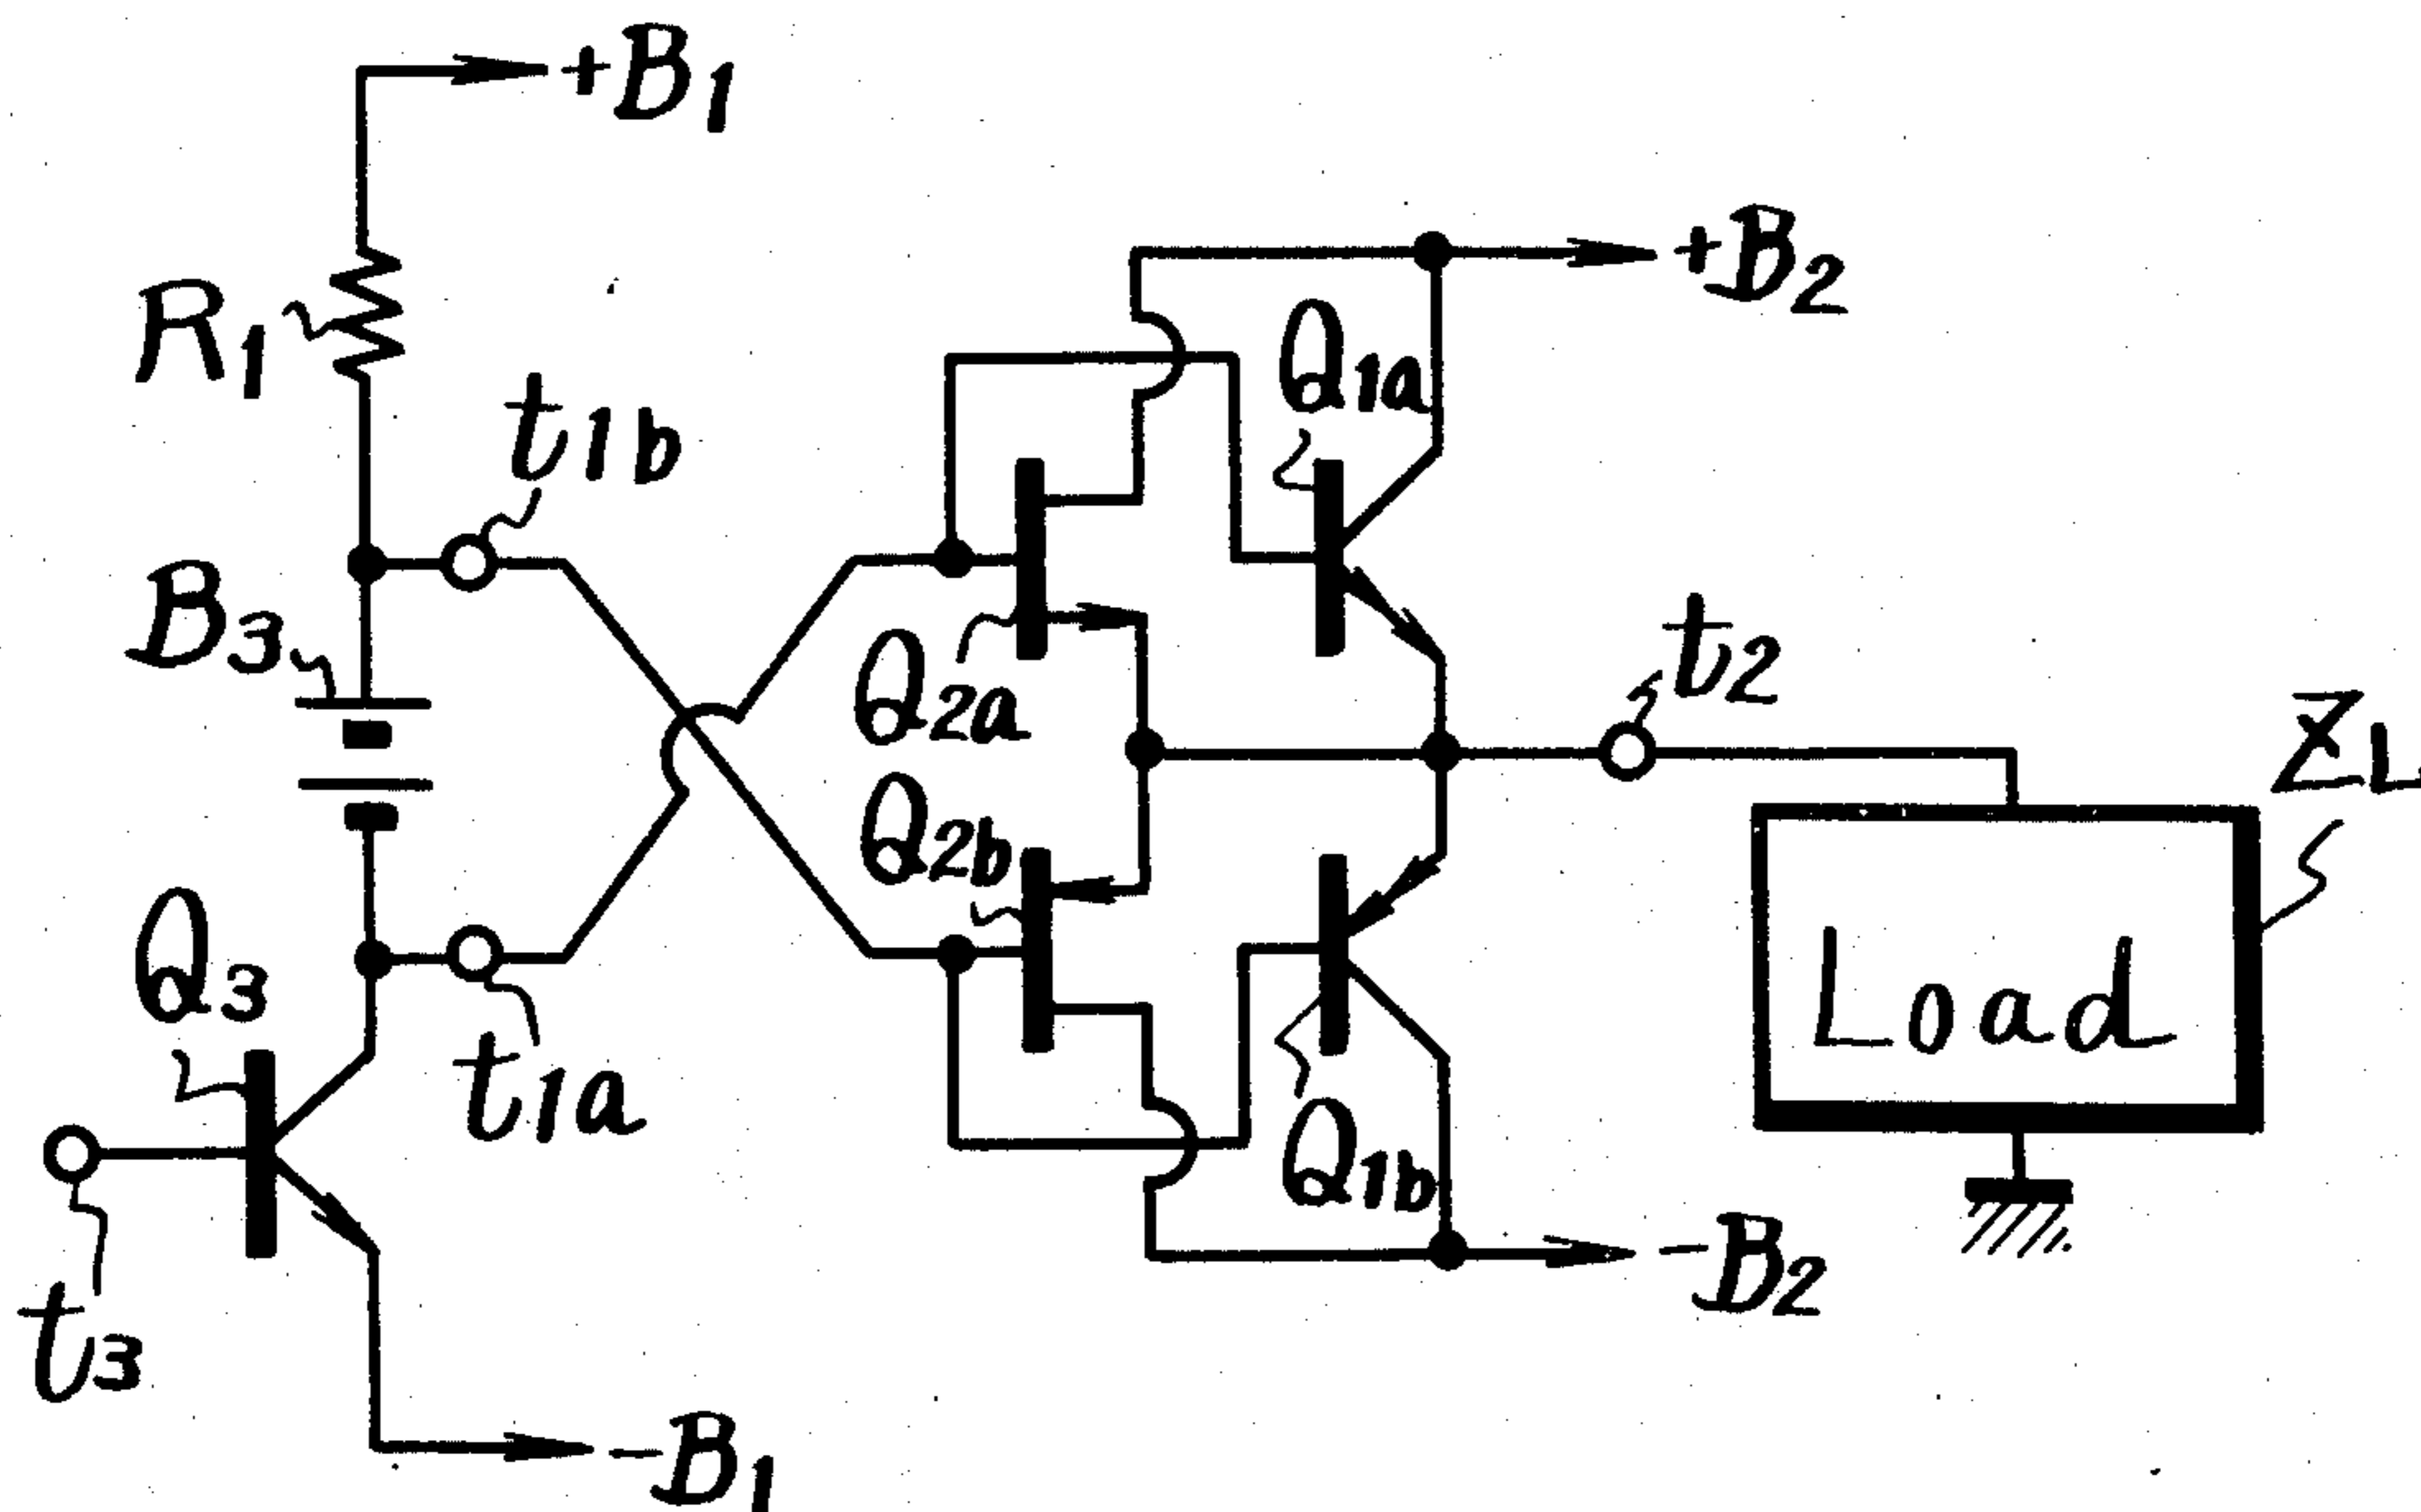 +B1
+B2
R1
Q1a
t1b
B3
t2
Q2a
ZL
Q2b
Q3
Load
t1a
Q1b
-B2
t3
-B1